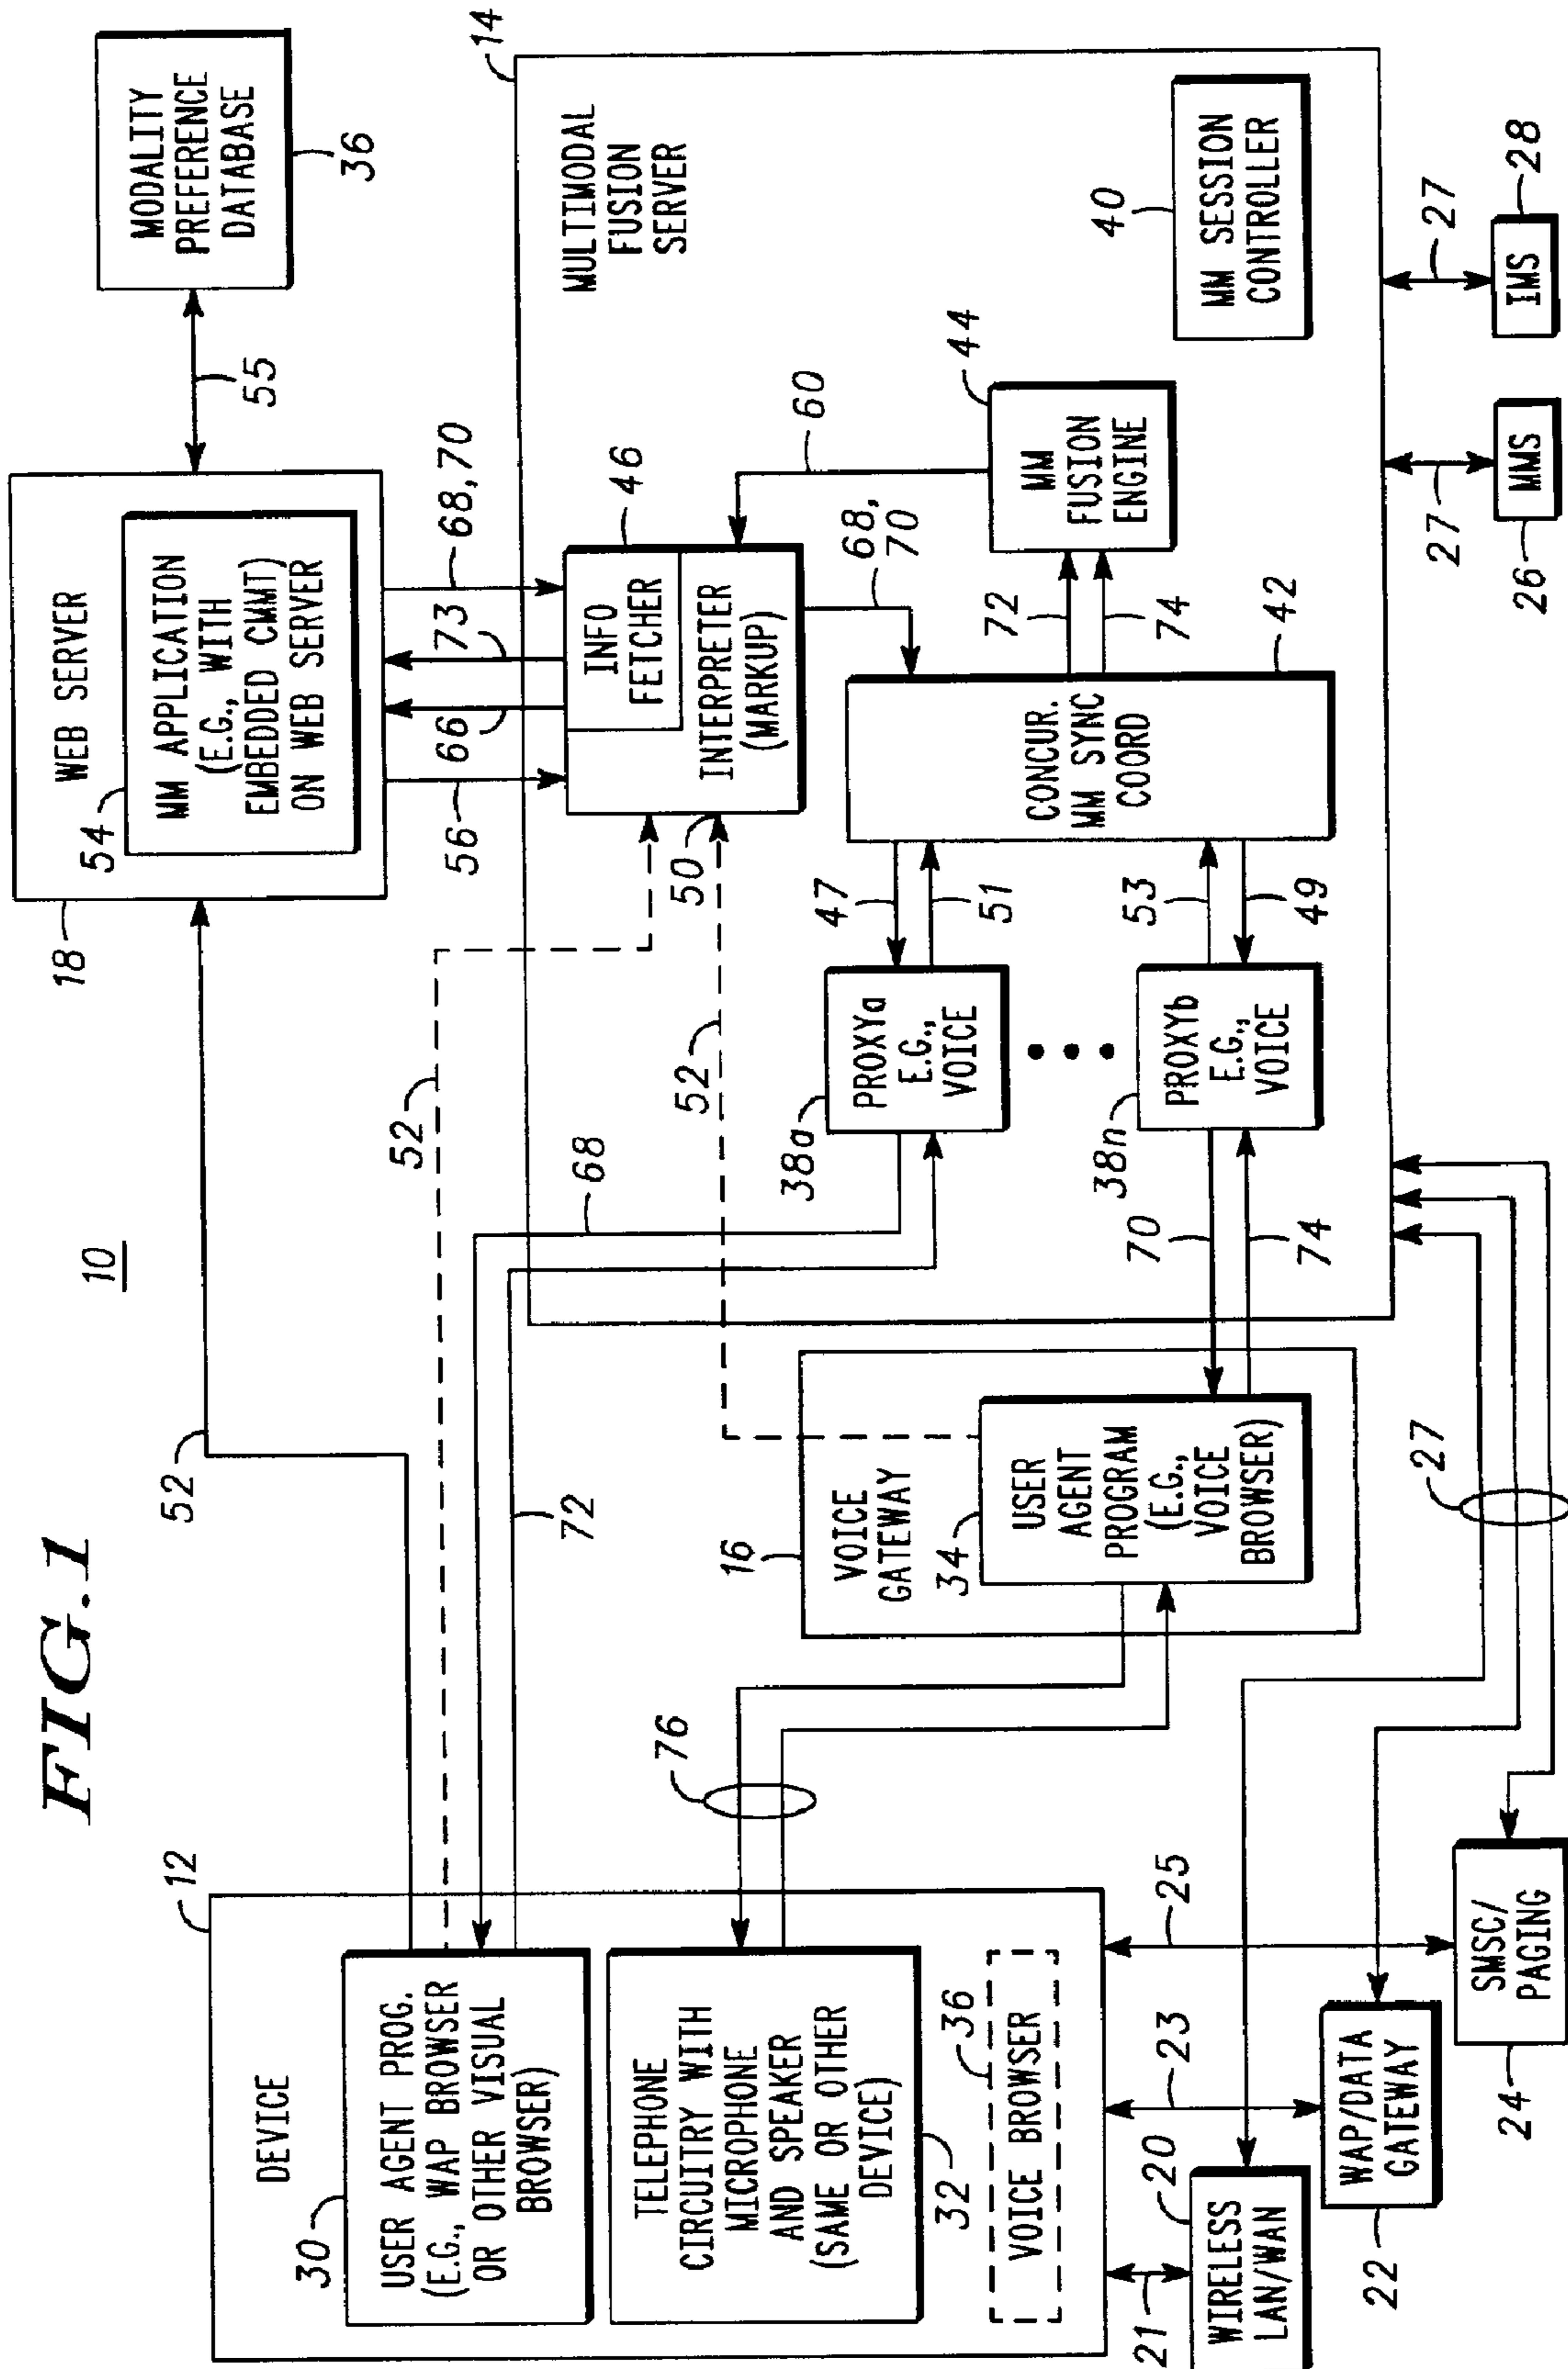 FIG.1
10
12
DEVICE
30
USER AGENT PROG.
(E.G., WAP BROWSER
OR OTHER VISUAL
BROWSER)
TELEPHONE
CIRCUITRY WITH
MICROPHONE
AND SPEAKER
(SAME OR OTHER
DEVICE)
32
36
VOICE BROWSER
52
52
72
68
52
76
16
VOICE
GATEWAY
34
USER
AGENT
PROGRAM
(E.G.,
VOICE
BROWSER)
70
74
18
WEB SERVER
54
MM APPLICATION
(E.G., WITH
EMBEDDED CMMT)
ON WEB SERVER
55
MODALITY
PREFERENCE
DATABASE
36
56
66
73
68,70
14
MULTIMODAL
FUSION
SERVER
50
INFO
FETCHER
INTERPRETER
(MARKUP)
46
60
68,
70
38a
PROXYa
E.G.,
VOICE
47
51
38n
PROXYb
E.G.,
VOICE
53
49
CONCUR.
MM SYNC
COORD
42
72
74
MM
FUSION
ENGINE
44
40
MM SESSION
CONTROLLER
21
WIRELESS
LAN/WAN
20
23
WAP/DATA
GATEWAY
22
25
SMSC/
PAGING
24
27
27
MMS
26
27
IMS
28